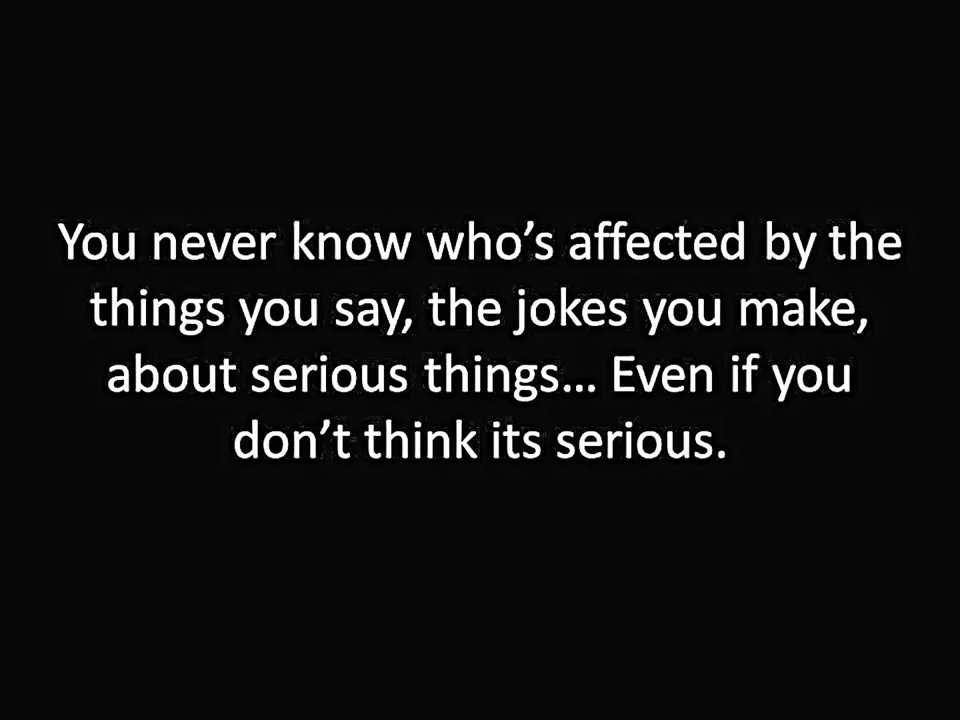 You never know who’s affected by the
things you say, the jokes you make,
about serious things... Even if you
don’t think its serious.